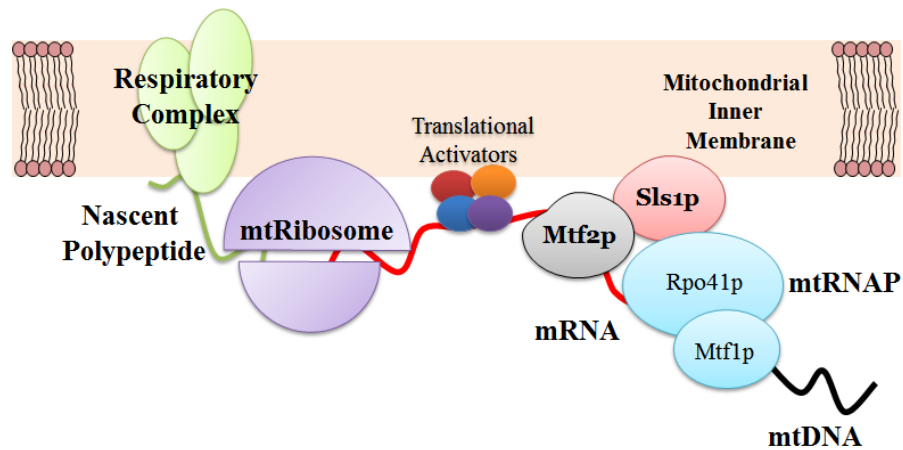 Respiratory
Complex
Mitochondrial
Inner
Membrane
Translational
Activators
Nascent
Polypeptide
mtRibosome
Sls1p
Mtf2p
Rpo41p
mtRNAP
mRNA
Mtf1p
mtDNA